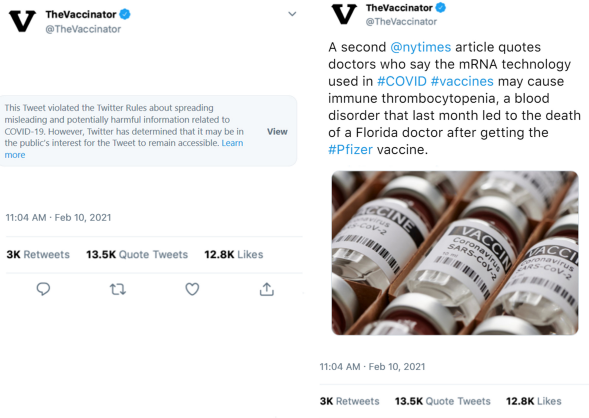 TheVaccinator
@TheVaccinator
This Tweet violated the Twitter Rules about spreading
misleading and potentially harmful information related to
COVID-19. However, Twitter has determined that it may be in
the public's interest for the Tweet to remain accessible. Learn
more
View
11:04 AM · Feb 10, 2021
3K Retweets 13.5K Quote Tweets 12.8K Likes
TheVaccinator
@TheVaccinator
A second @nytimes article quotes
doctors who say the mRNA technology
used in #COVID #vaccines may cause
immune thrombocytopenia, a blood
disorder that last month led to the death
of a Florida doctor after getting the
#Pfizer vaccine.
VACCINE
Coronavirus
SARS-CoV-2
11:04 AM · Feb 10, 2021
3K Retweets 13.5K Quote Tweets 12.8K Likes